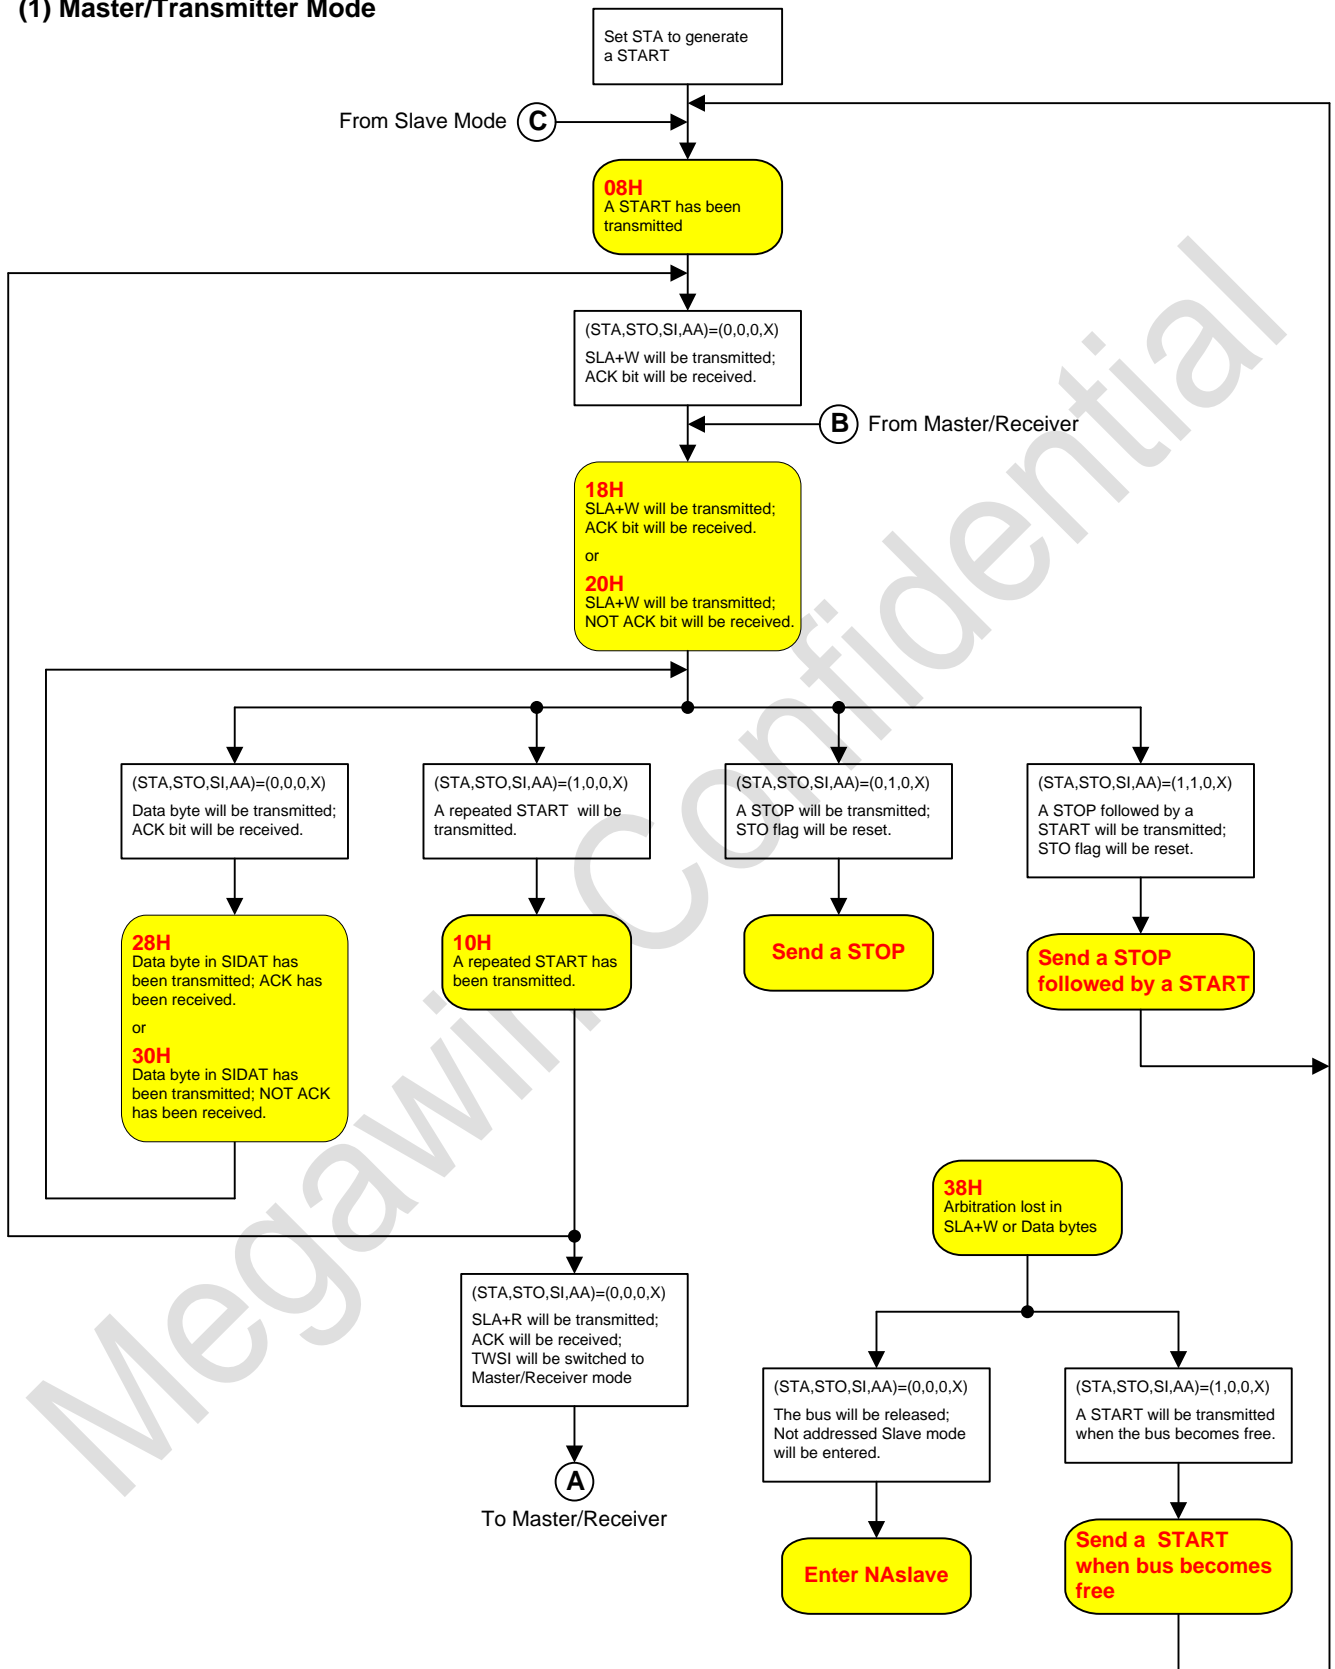 (1) Master/Transmitter Mode
Set STA to generate
a START
From Slave Mode
C
08H
A START has been
transmitted
(STA,STO,SI,AA)=(0,0,0,X)
SLA+W will be transmitted;
ACK bit will be received.
B
From Master/Receiver
18H
SLA+W will be transmitted;
ACK bit will be received.
or
20H
SLA+W will be transmitted;
NOT ACK bit will be received.
(STA,STO,SI,AA)=(0,0,0,X)
Data byte will be transmitted;
ACK bit will be received.
(STA,STO,SI,AA)=(1,0,0,X)
A repeated START  will be
transmitted.
(STA,STO,SI,AA)=(0,1,0,X)
A STOP will be transmitted;
STO flag will be reset.
(STA,STO,SI,AA)=(1,1,0,X)
A STOP followed by a
START will be transmitted;
STO flag will be reset.
28H
Data byte in SIDAT has
been transmitted; ACK has
been received.
or
30H
Data byte in SIDAT has
been transmitted; NOT ACK
has been received.
10H
A repeated START has
been transmitted.
Send a STOP
Send a STOP
followed by a START
38H
Arbitration lost in
SLA+W or Data bytes
(STA,STO,SI,AA)=(0,0,0,X)
SLA+R will be transmitted;
ACK will be received;
TWSI will be switched to
Master/Receiver mode
A
To Master/Receiver
(STA,STO,SI,AA)=(0,0,0,X)
The bus will be released;
Not addressed Slave mode
will be entered.
(STA,STO,SI,AA)=(1,0,0,X)
A START will be transmitted
when the bus becomes free.
Enter NAslave
Send a  START
when bus becomes
free
Megawin Confidential